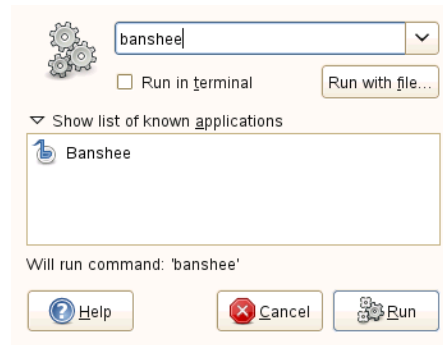 banshee
Run in terminal
Run with file...
Show list of known applications
Banshee
Will run command: 'banshee'
Help
Cancel
Run